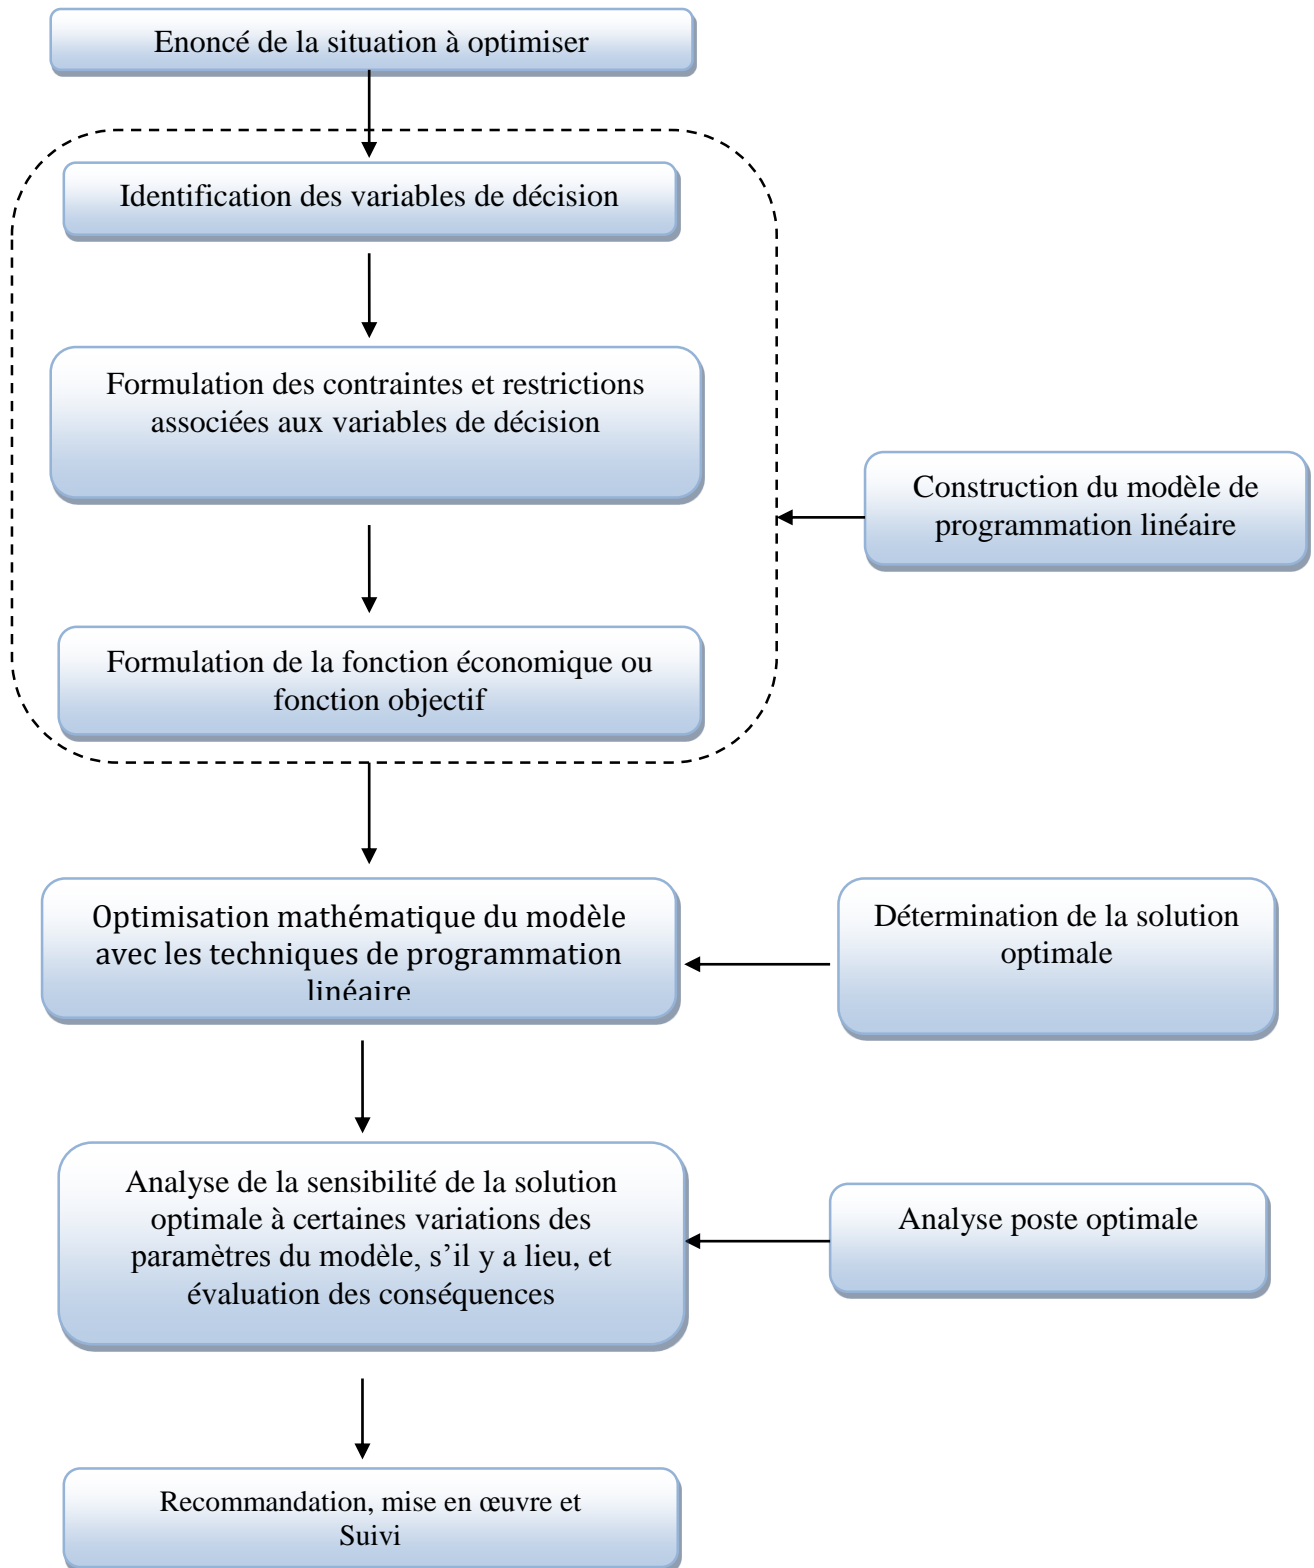 Enoncé de la situation à optimiser
Identification des variables de décision
Formulation des contraintes et restrictions
associées aux variables de décision
Construction du modèle de
programmation linéaire
Formulation de la fonction économique ou
fonction objectif
Optimisation mathématique du modèle
avec les techniques de programmation
linéaire
Détermination de la solution
optimale
Analyse de la sensibilité de la solution
optimale à certaines variations des
paramètres du modèle, s’il y a lieu, et
évaluation des conséquences
Analyse poste optimale
Recommandation, mise en œuvre et
Suivi